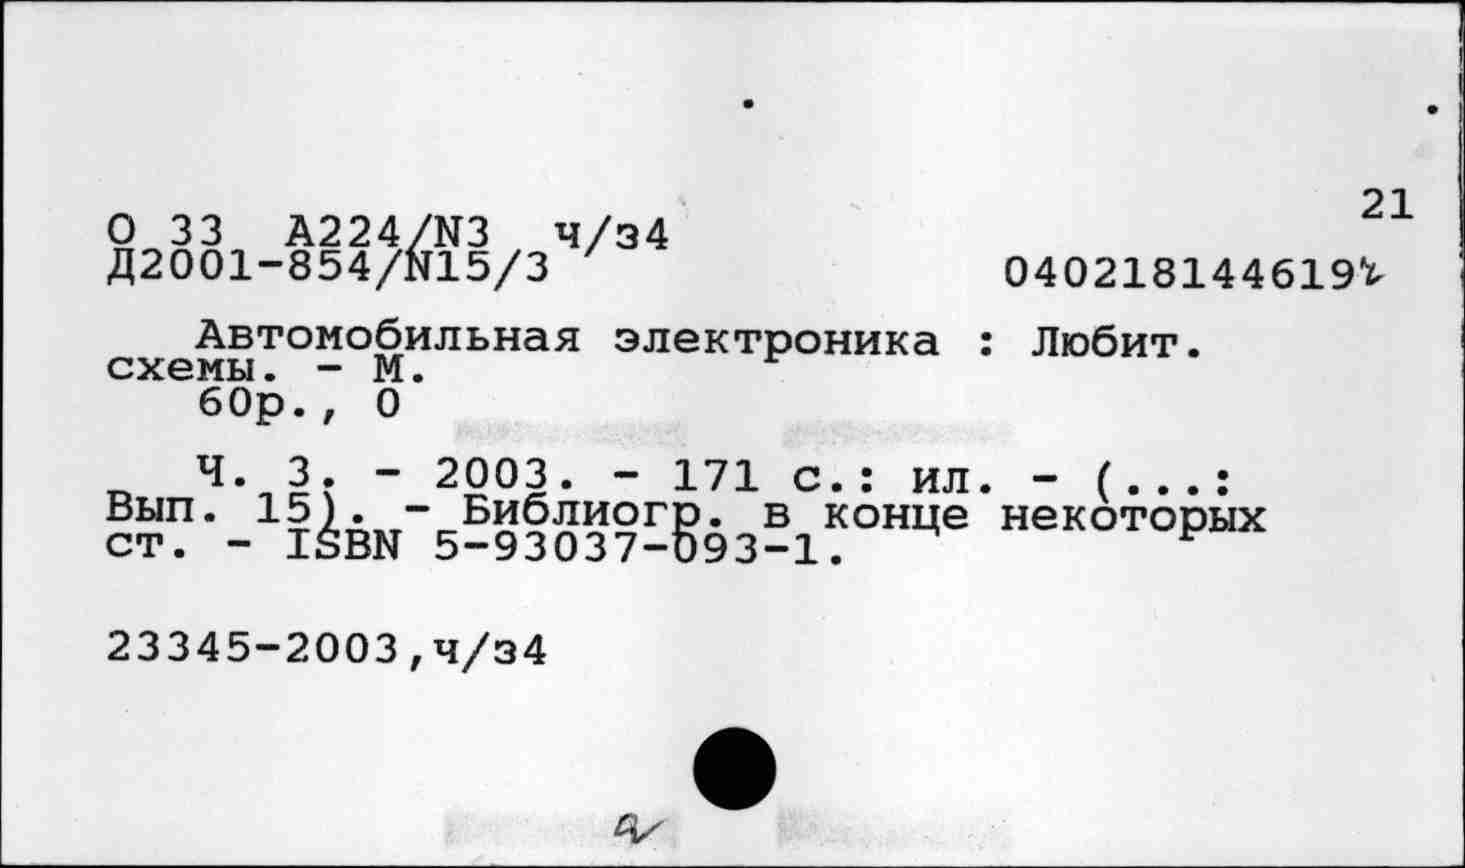 21
О 33 А224/N3 ч/з4
Д2001-854/N15/3
040218144619
Автомобильная электроника : Любит.
схемы. - М.
60р., 0
Ч. 3. - 2003. - 171 с.: ил. - (...:
Вып. 15). - Библиогр. в конце некоторых
ст. - ISBN 5-93037-093-1.
23345-2003,ч/з4